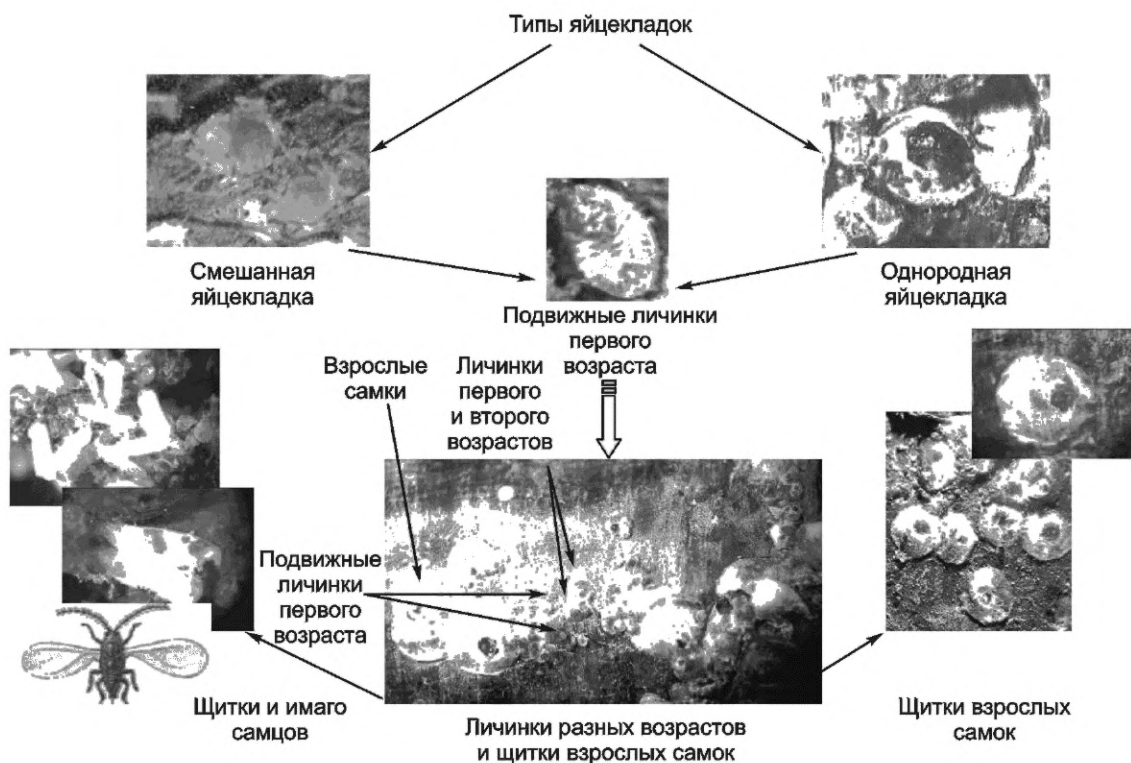 Типы яйцекладок
Смешанная
яйцекладка
Однородная
яйцекладка
Подвижные личинки
первого
возраста
Взрослые
самки
Личинки
первого
и второго
возрастов
Подвижные
личинки
первого
возраста
Щитки и имаго
самцов
Личинки разных возрастов
и щитки взрослых самок
Щитки взрослых
самок